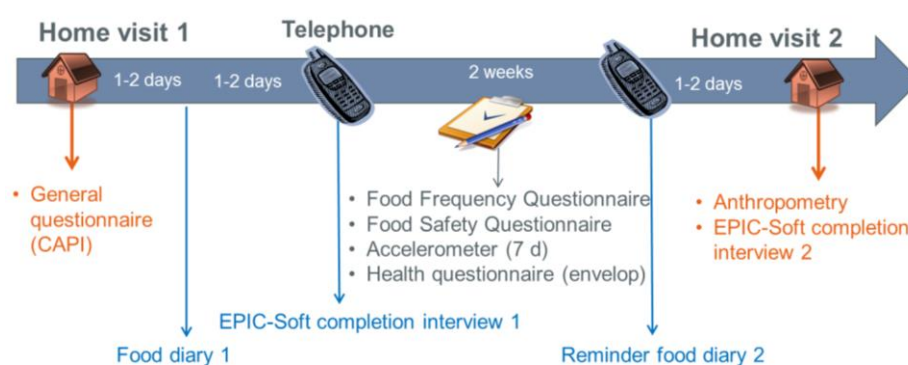 Home visit 1
Telephone
Home visit 2
1-2 days
1-2 days
2 weeks
1-2 days
• General
questionnaire
(CAPI)
• Food Frequency Questionnaire
• Food Safety Questionnaire
• Accelerometer (7 d)
• Health questionnaire (envelop)
• Anthropometry
• EPIC-Soft completion
interview 2
EPIC-Soft completion interview 1
Food diary 1
Reminder food diary 2